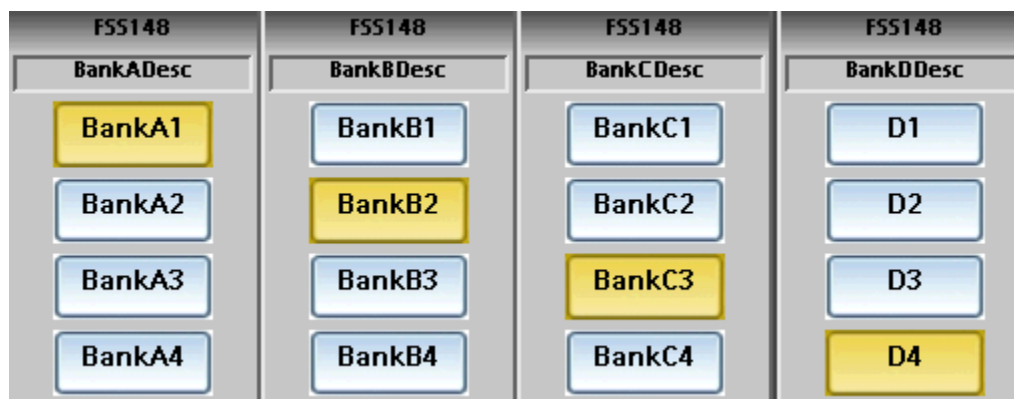 FSS148 FSS148 FSS148 FSS148
BankADesc BankBDesc BankCDesc BankDDesc
BankA1 BankB1 BankC1 D1
BankA2 BankB2 BankC2 D2
BankA3 BankB3 BankC3 D3
BankA4 BankB4 BankC4 D4